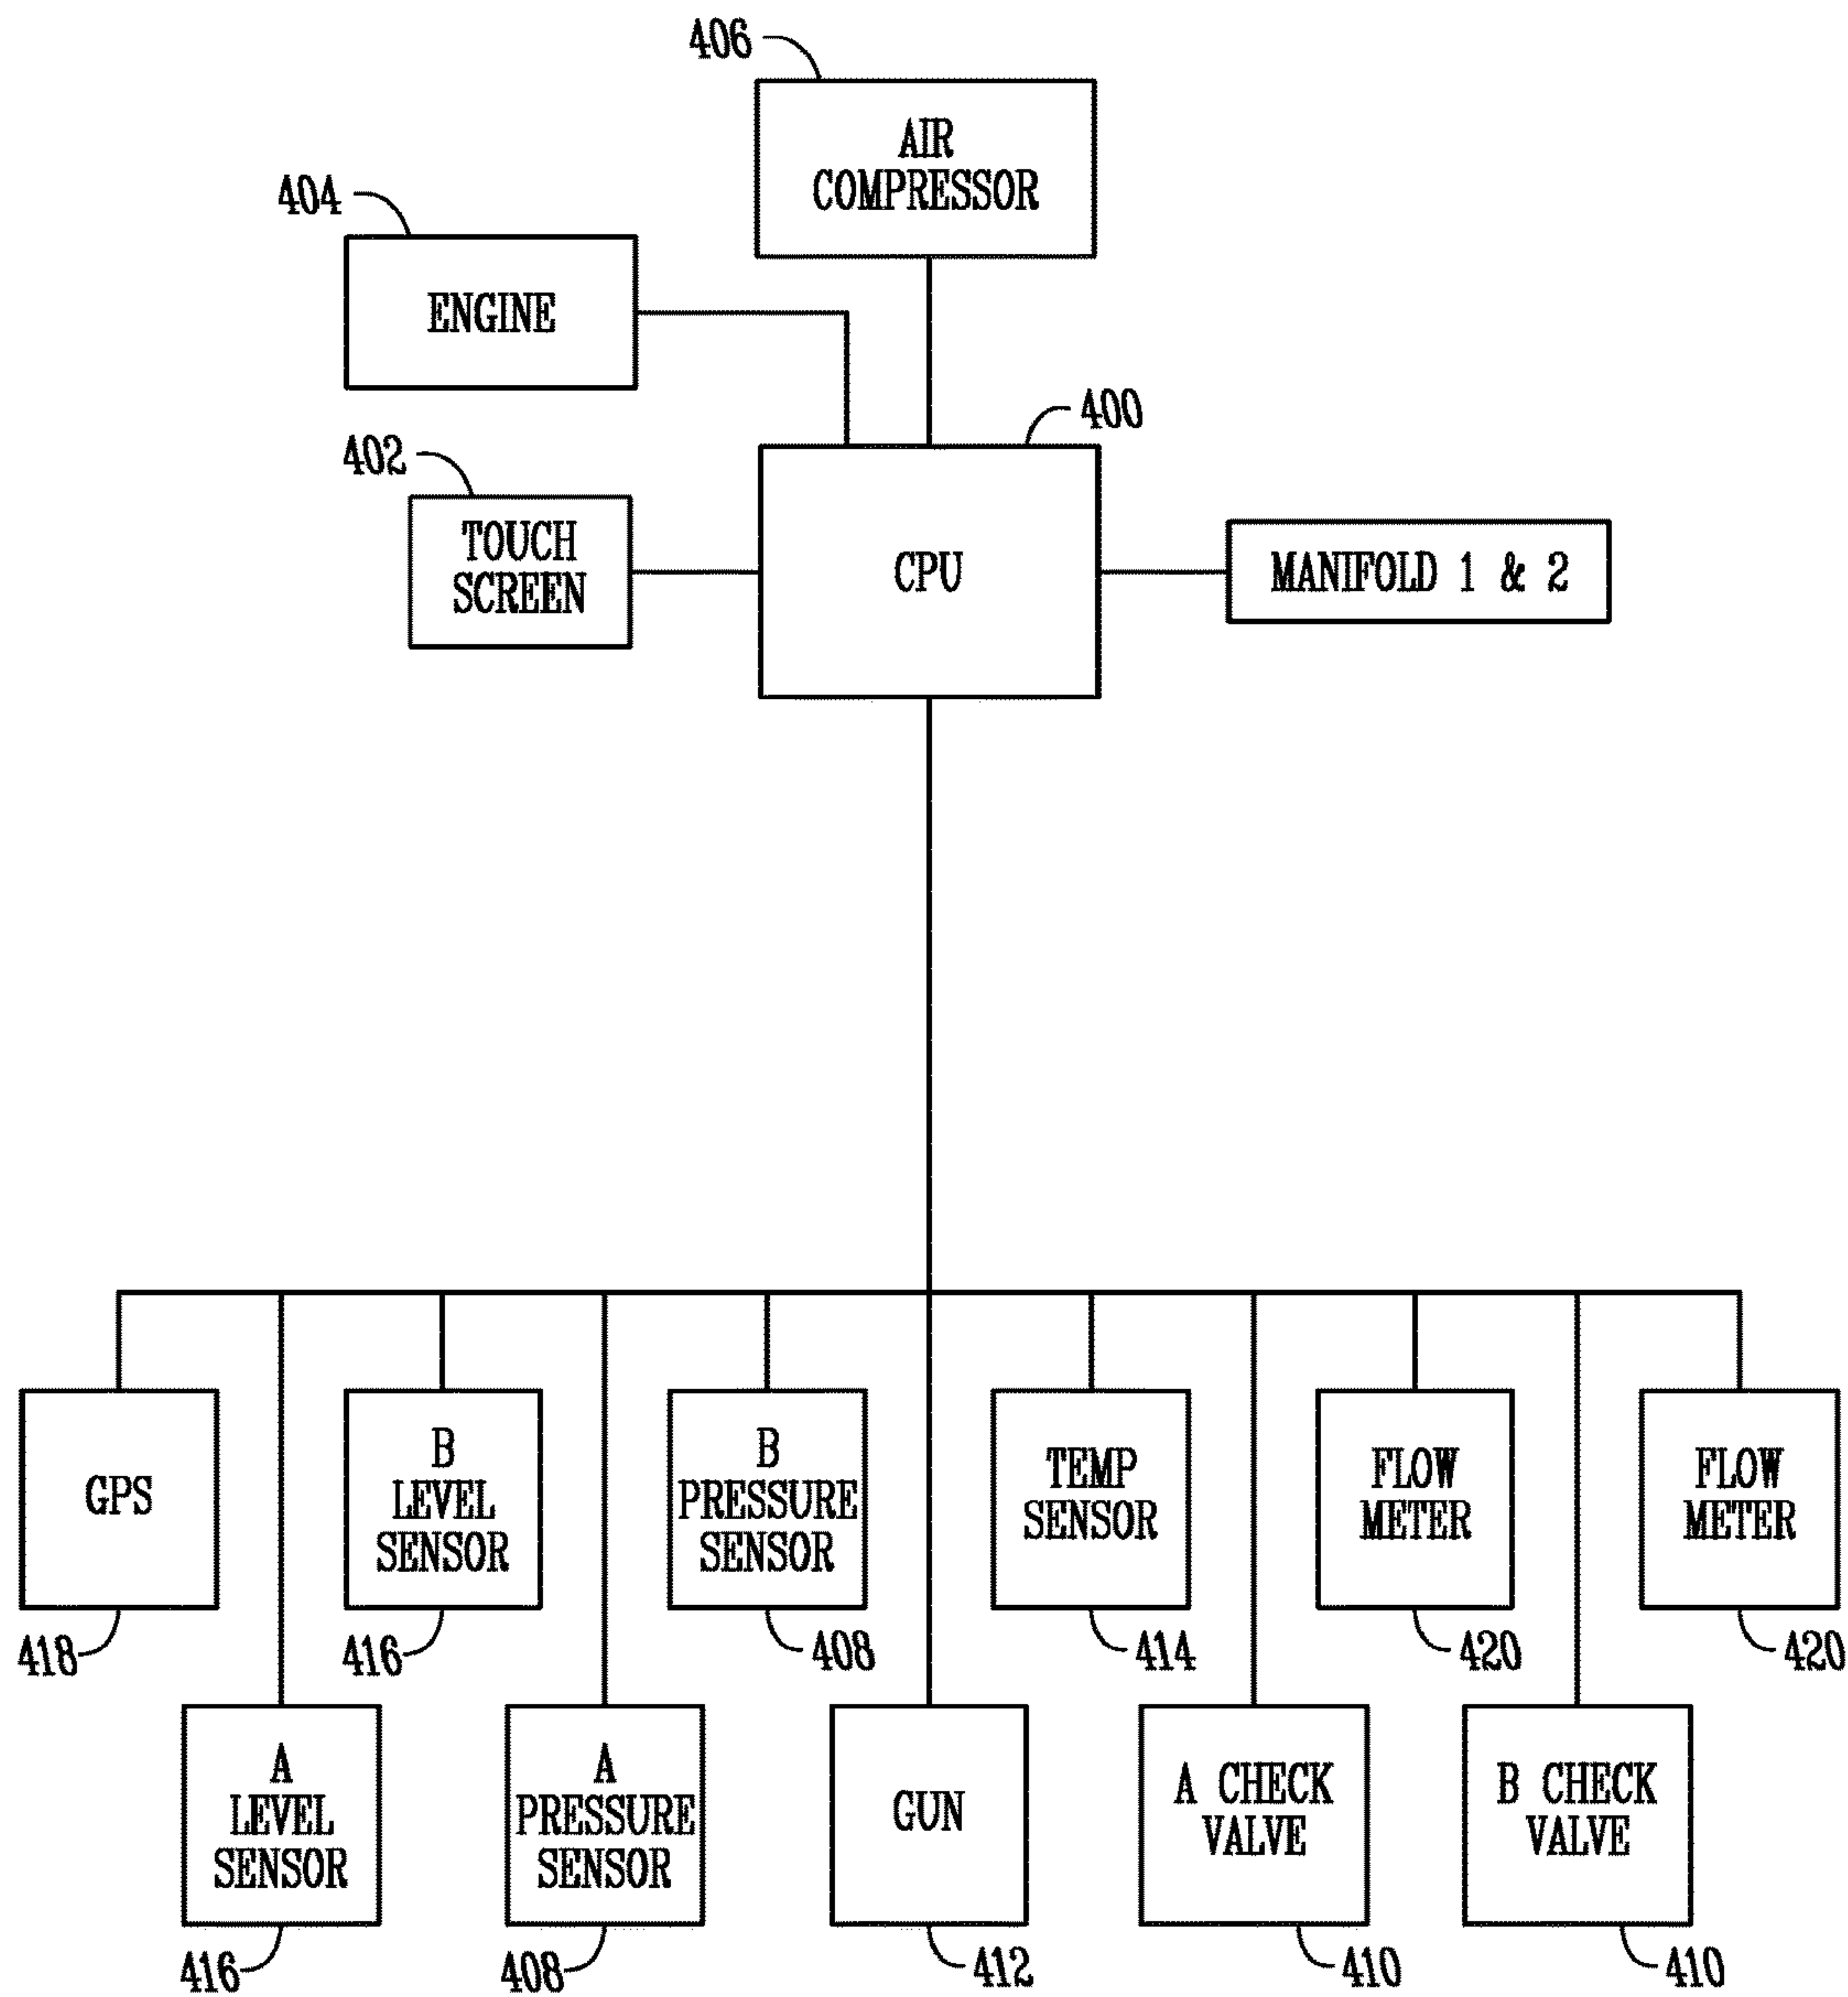 406
AIR
COMPRESSOR
404
ENGINE
400
402
TOUCH
SCREEN
CPU
MANIFOLD 1 & 2
GPS
418
B
LEVEL
SENSOR
416
B
PRESSURE
SENSOR
408
TEMP
SENSOR
414
FLOW
METER
420
FLOW
METER
420
A
LEVEL
SENSOR
416
A
PRESSURE
SENSOR
408
GUN
412
A CHECK
VALVE
410
B CHECK
VALVE
410